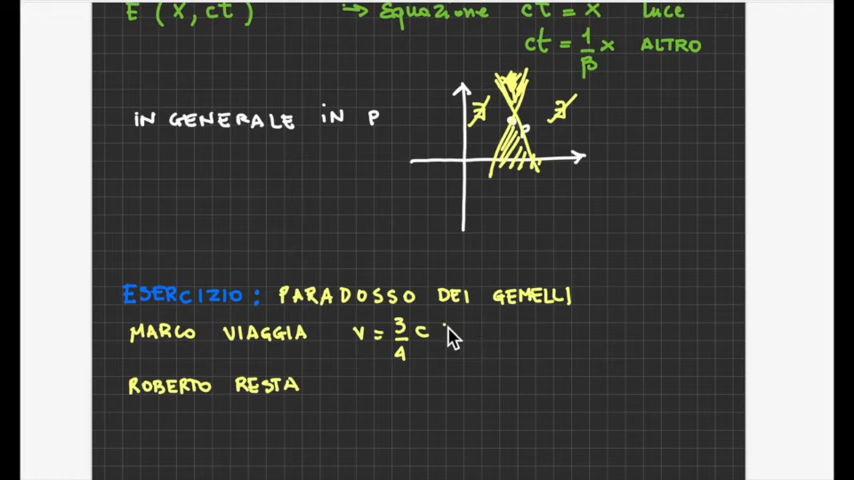 E (x, ct) ⇒ Equazione ct = x Luce
ct = 1/β x ALTRO
IN GENERALE IN P
∄ ∄
P
ESERCIZIO: PARADOSSO DEI GEMELLI
MARCO VIAGGIA v = 3/4 c
ROBERTO RESTA